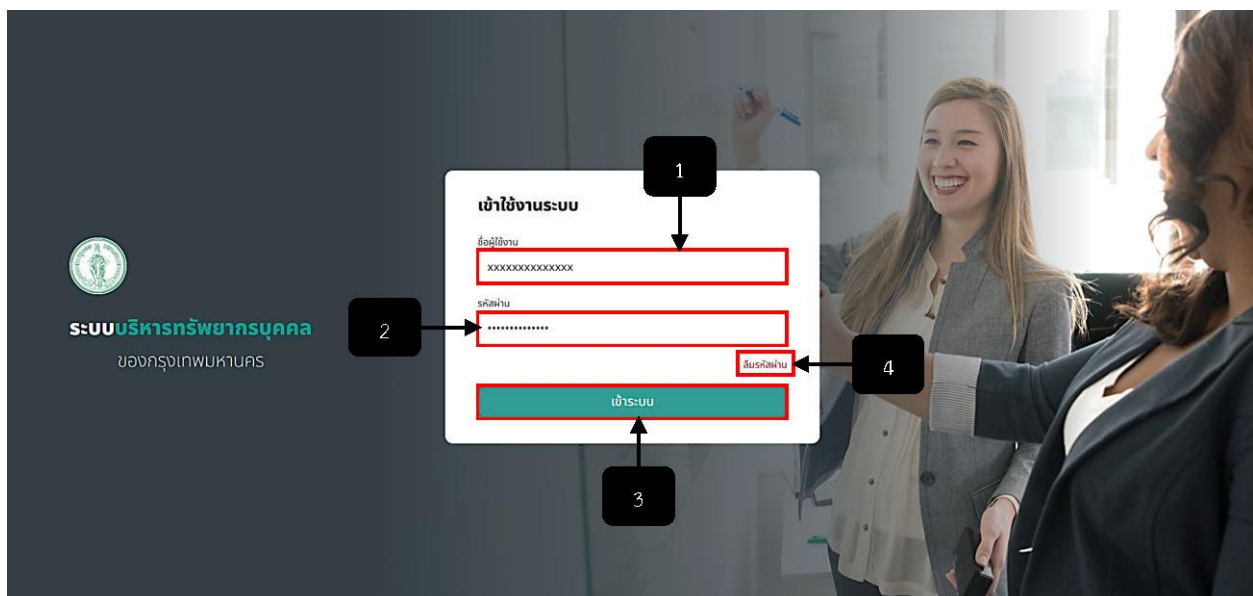 ระบบบริหารทรัพยากรบุคคล
ของกรุงเทพมหานคร
เข้าใช้งานระบบ
1
ชื่อผู้ใช้งาน
xxxxxxxxxxxxxx
รหัสผ่าน
2
••••••••••••••
ลืมรหัสผ่าน
4
เข้าระบบ
3